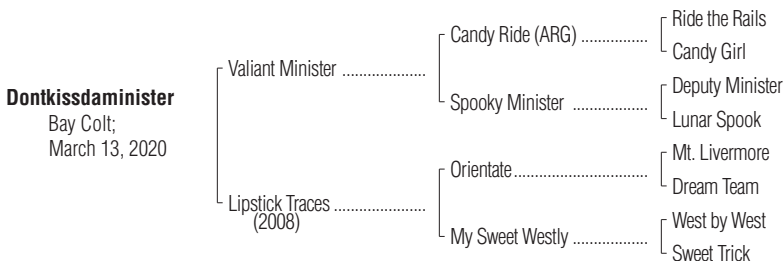 Dontkissdaminister
Bay Colt;
March 13, 2020
Valiant Minister ......................
Lipstick Traces ........................
(2008)
Candy Ride (ARG) .................
Spooky Minister ....................
Orientate................................
My Sweet Westly ...................
Ride the Rails
Candy Girl
Deputy Minister
Lunar Spook
Mt. Livermore
Dream Team
West by West
Sweet Trick